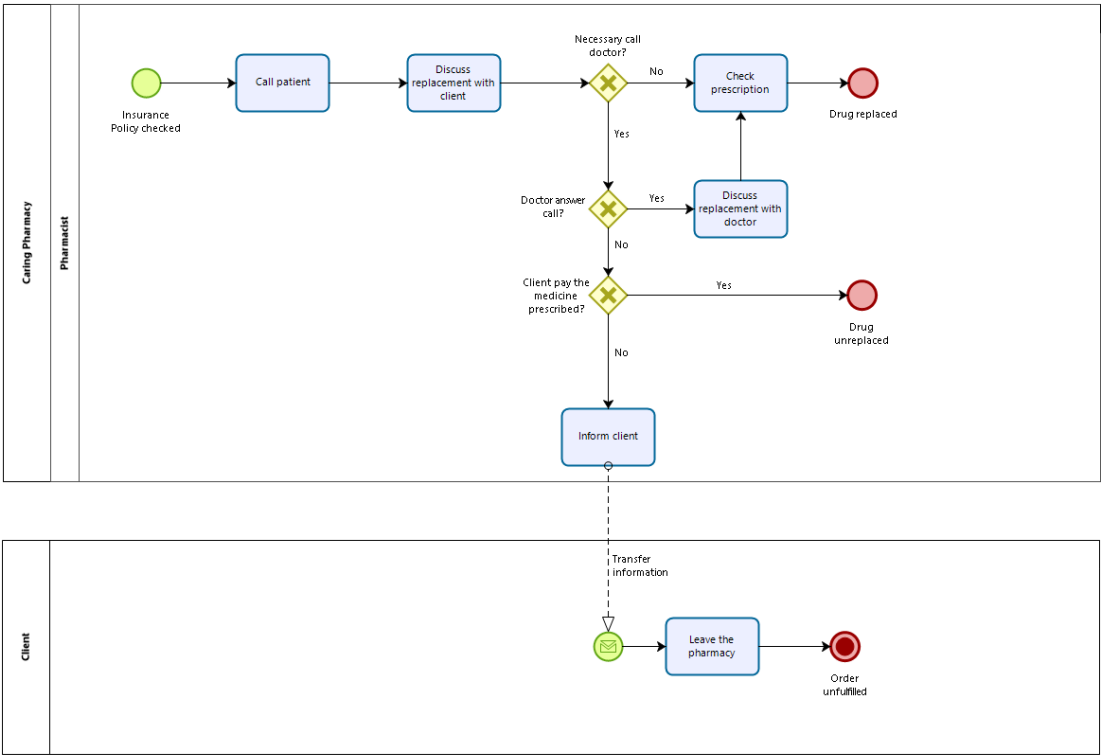 Caring Pharmacy
Pharmacist
Insurance
Policy checked
Call patient
Discuss
replacement with
client
Necessary call
doctor?
No
Check
prescription
Drug replaced
Yes
Doctor answer
call?
Yes
Discuss
replacement with
doctor
No
Client pay the
medicine
prescribed?
Yes
Drug
unreplaced
No
Inform client
Client
Transfer
information
Leave the
pharmacy
Order
unfulfilled